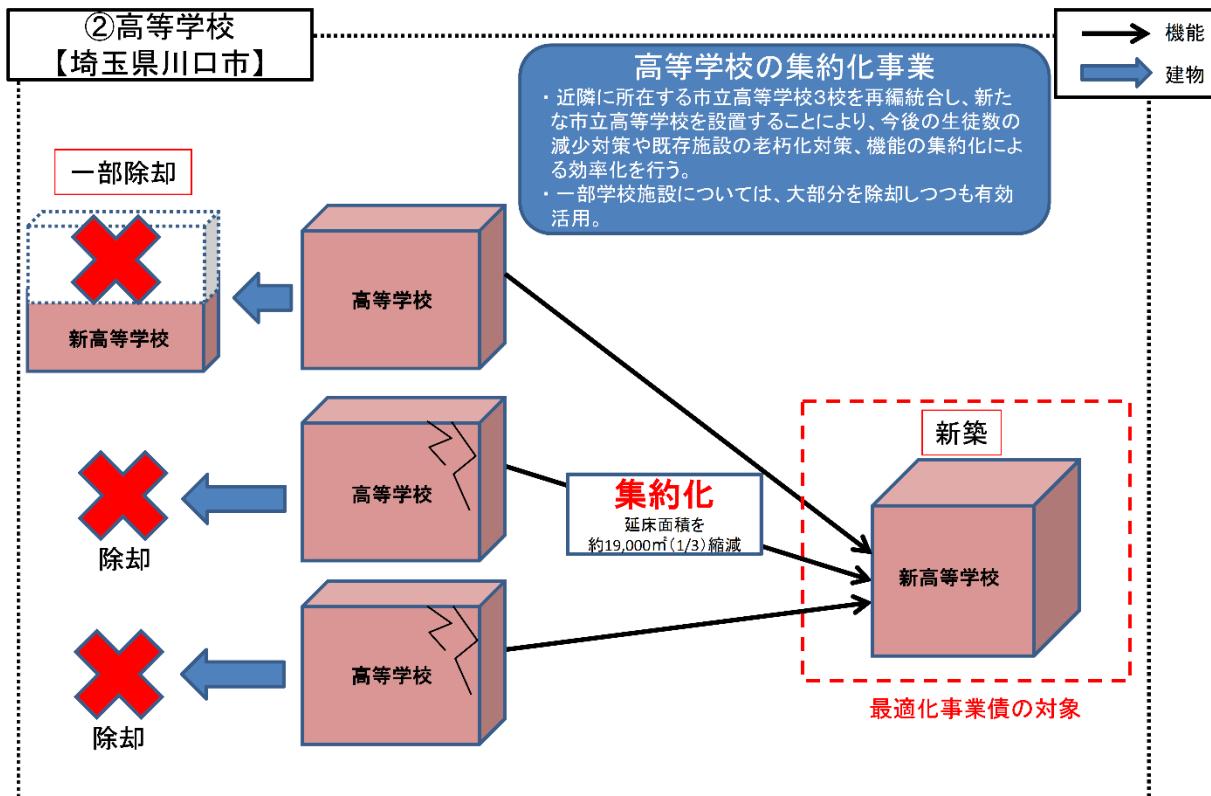 ②高等学校
【埼玉県川口市】
機能
建物
高等学校の集約化事業
・近隣に所在する市立高等学校3校を再編統合し、新た
な市立高等学校を設置することにより、今後の生徒数の
減少対策や既存施設の老朽化対策、機能の集約化によ
る効率化を行う。
・一部学校施設については、大部分を除却しつつも有効
活用。
一部除却
新高等学校
高等学校
高等学校
除却
集約化
延床面積を
約19,000㎡(1/3)縮減
新築
新高等学校
最適化事業債の対象
高等学校
除却